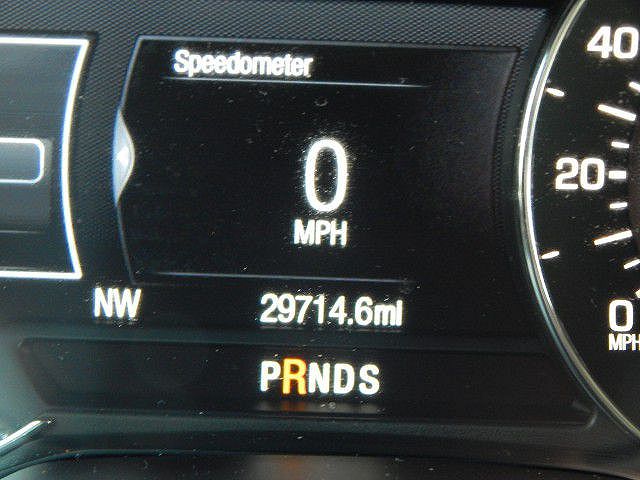 Speedometer
0
MPH
NW
29714.6mi
PRNDS
40
20
0
MPH